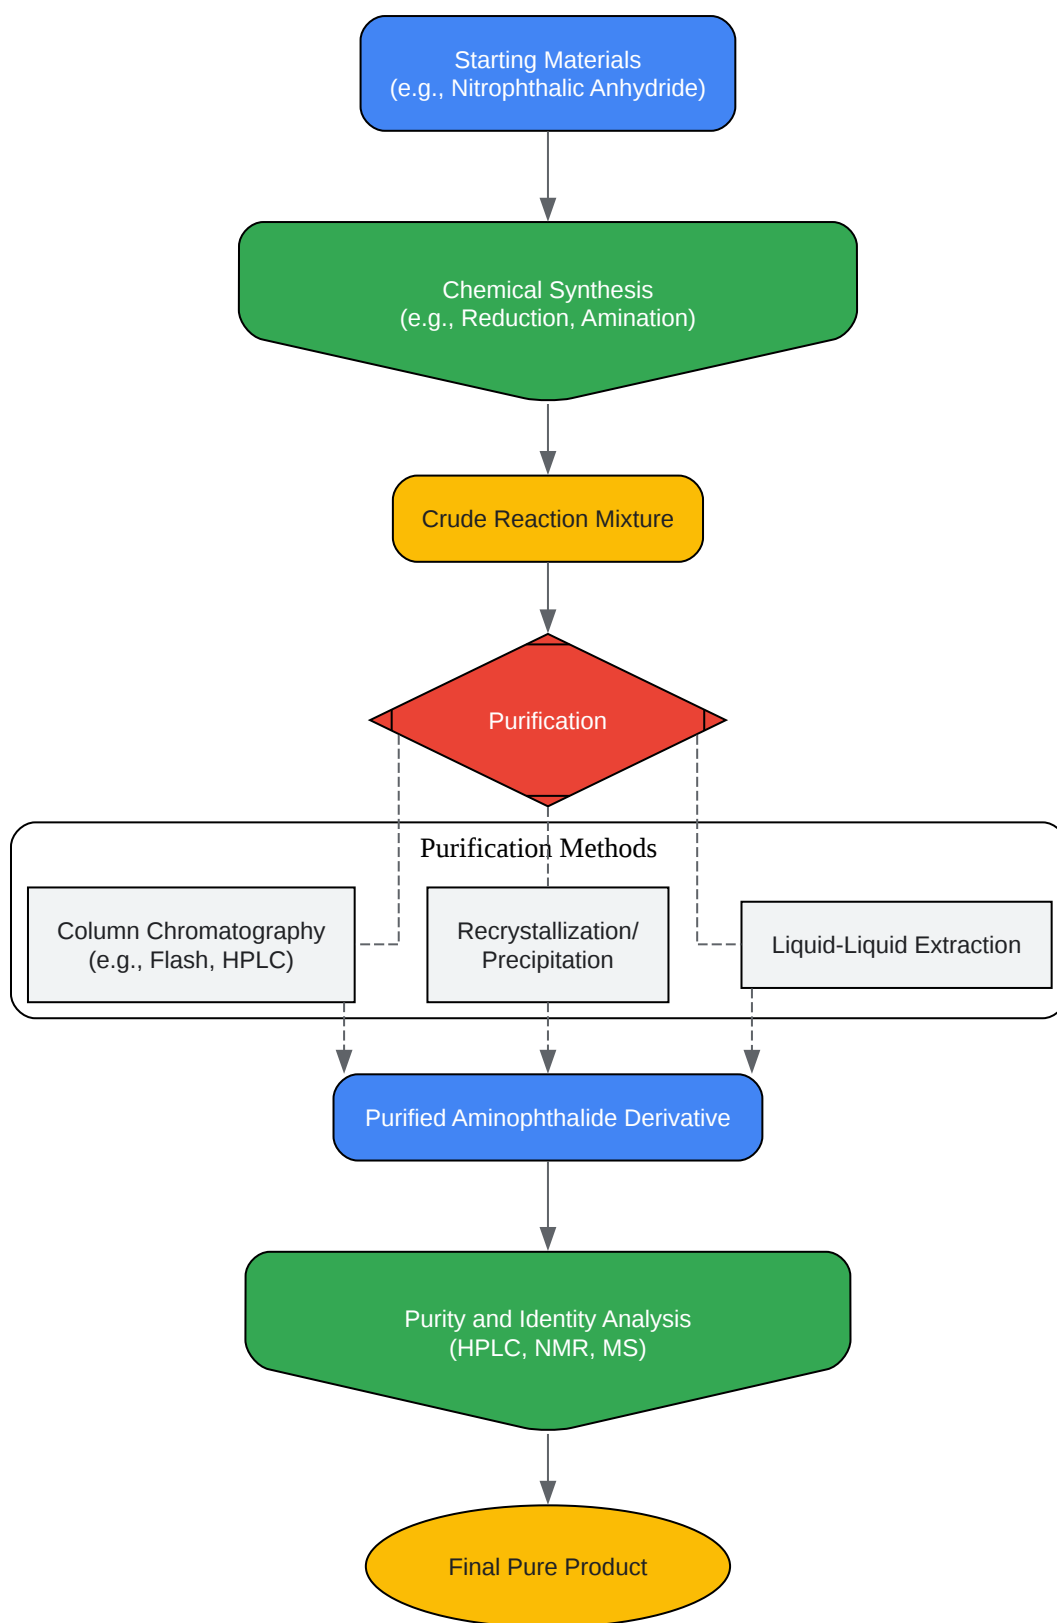 Starting Materials
(e.g., Nitrophthalic Anhydride)
Chemical Synthesis
(e.g., Reduction, Amination)
Crude Reaction Mixture
Purification
Purification Methods
Column Chromatography
(e.g., Flash, HPLC)
Recrystallization/
Precipitation
Liquid-Liquid Extraction
Purified Aminophthalide Derivative
Purity and Identity Analysis
(HPLC, NMR, MS)
Final Pure Product